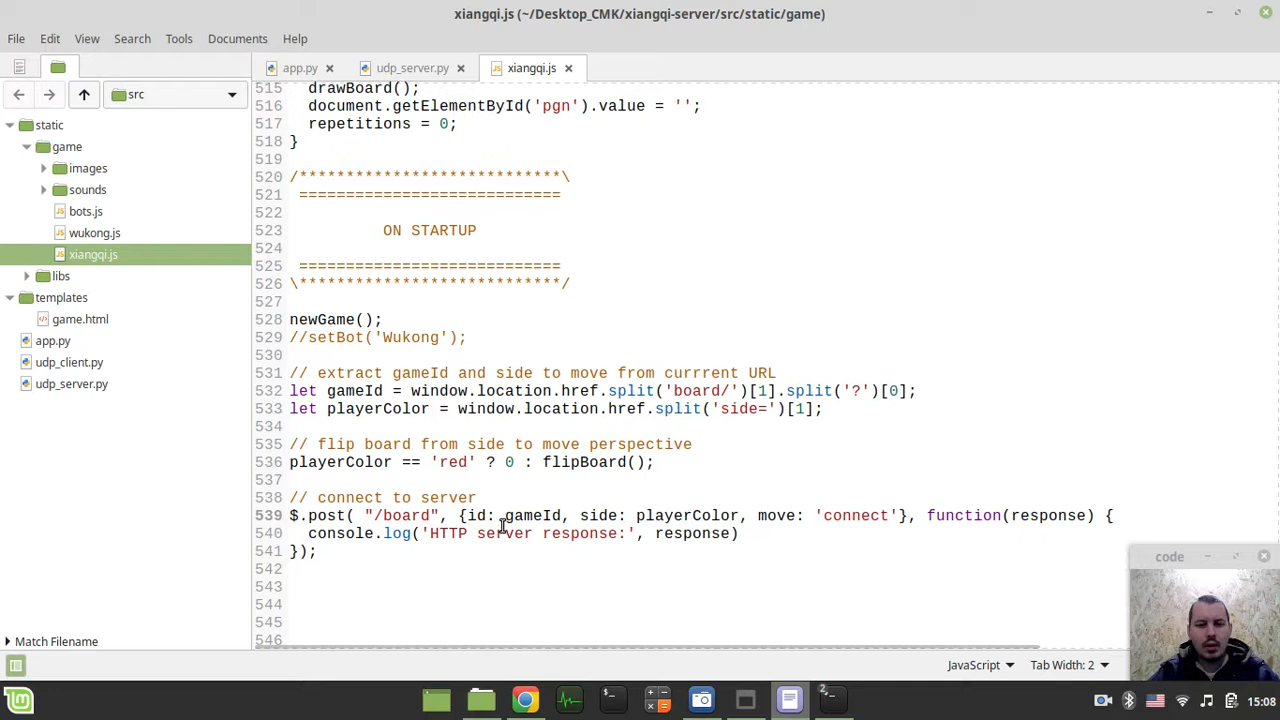 xiangqi.js (~/Desktop_CMK/xiangqi-server/src/static/game)
File Edit View Search Tools Documents Help
app.py udp_server.py xiangqi.js
src
static
game
images
sounds
bots.js
wukong.js
xiangqi.js
libs
templates
game.html
app.py
udp_client.py
udp_server.py
Match Filename
515 drawBoard();
516 document.getElementById('pgn').value = '';
517 repetitions = 0;
518 }
519
520 /****************************\
521 ============================
522
523 ON STARTUP
524
525 ============================
526 \****************************/
527
528 newGame();
529 //setBot('Wukong');
530
531 // extract gameId and side to move from currrent URL
532 let gameId = window.location.href.split('board/')[1].split('?')[0];
533 let playerColor = window.location.href.split('side=')[1];
534
535 // flip board from side to move perspective
536 playerColor == 'red' ? 0 : flipBoard();
537
538 // connect to server
539 $.post( "/board", {id: gameId, side: playerColor, move: 'connect'}, function(response) {
540 console.log('HTTP server response:', response)
541 });
542
543
544
545
546
code
JavaScript Tab Width: 2
15:08